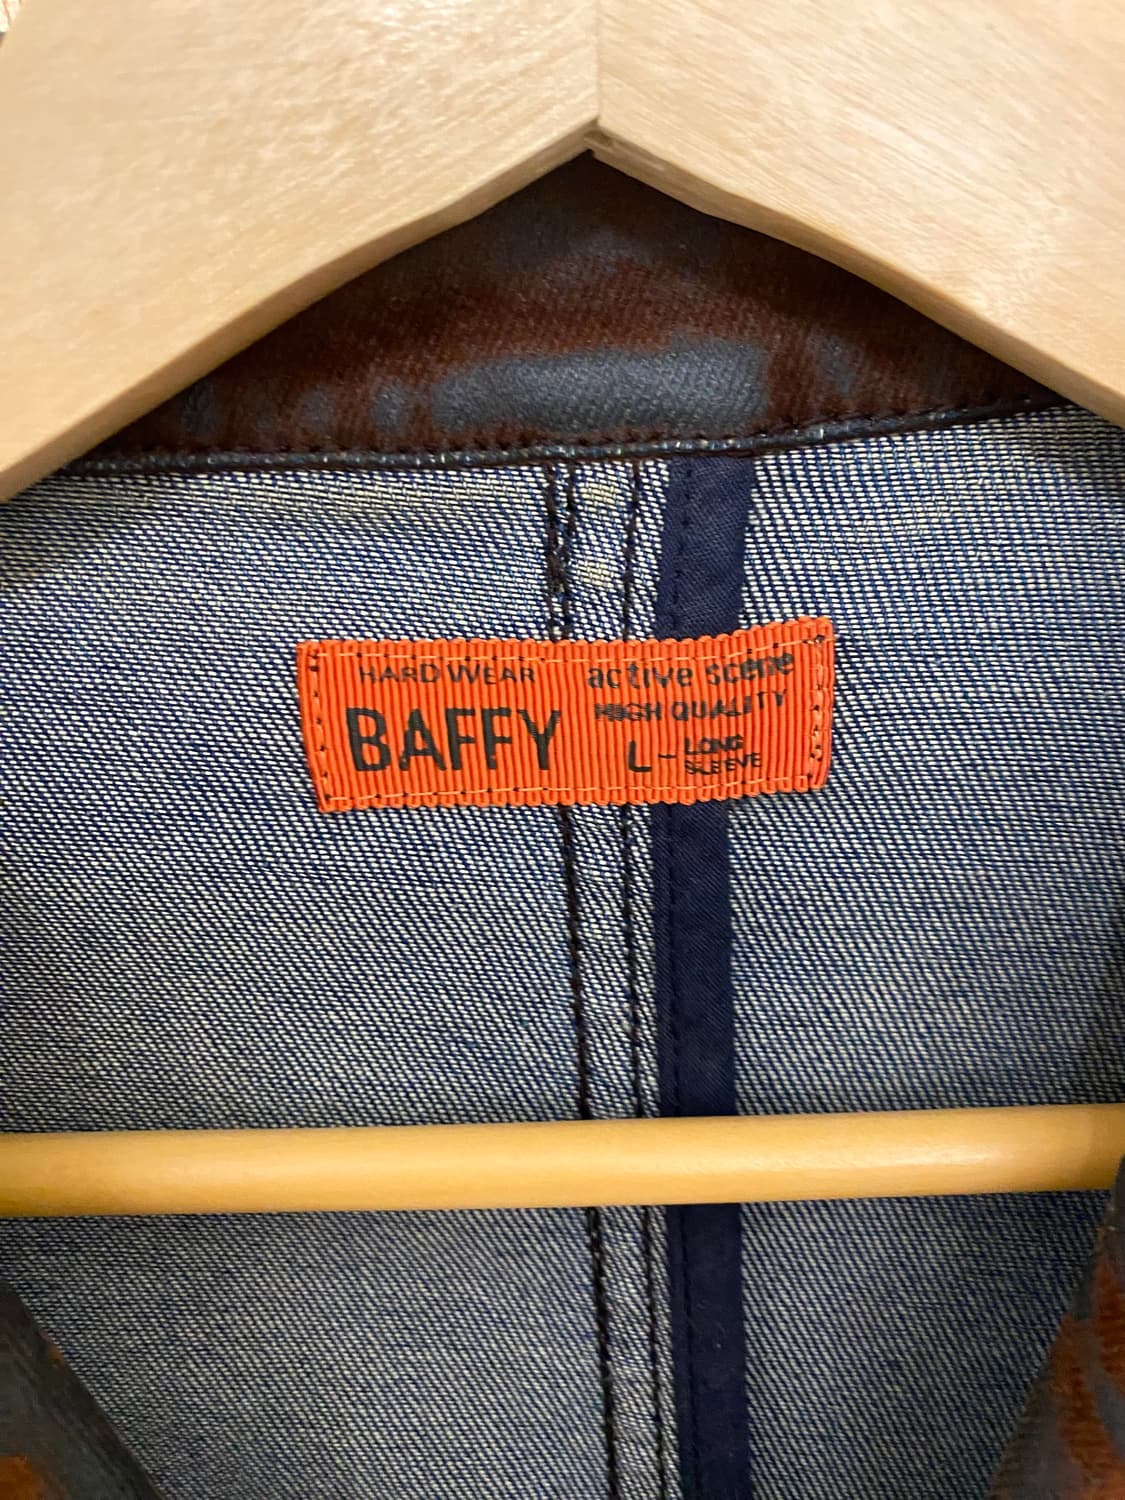 HARD WEAR
BAFFY
active scene
HIGH QUALITY
L - LONG
SLEEVE